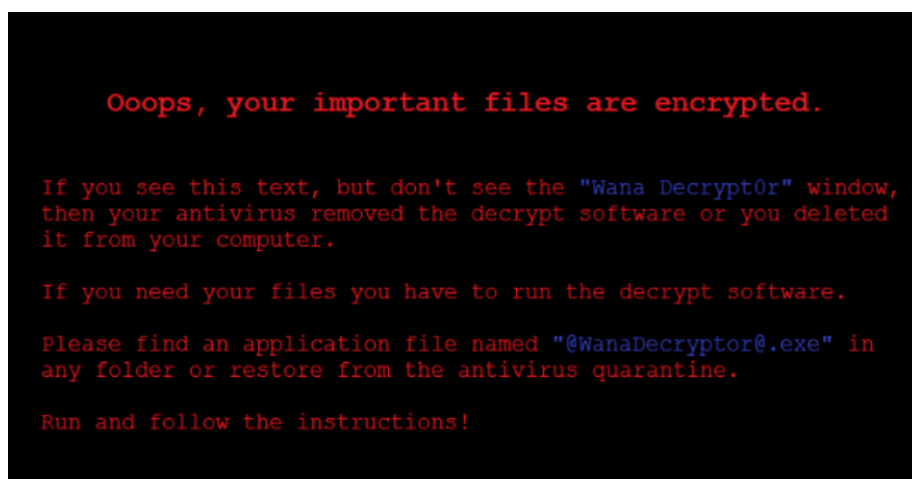 Ooops, your important files are encrypted.
If you see this text, but don't see the "Wana Decrypt0r" window,
then your antivirus removed the decrypt software or you deleted
it from your computer.
If you need your files you have to run the decrypt software.
Please find an application file named "@WanaDecryptor@.exe" in
any folder or restore from the antivirus quarantine.
Run and follow the instructions!